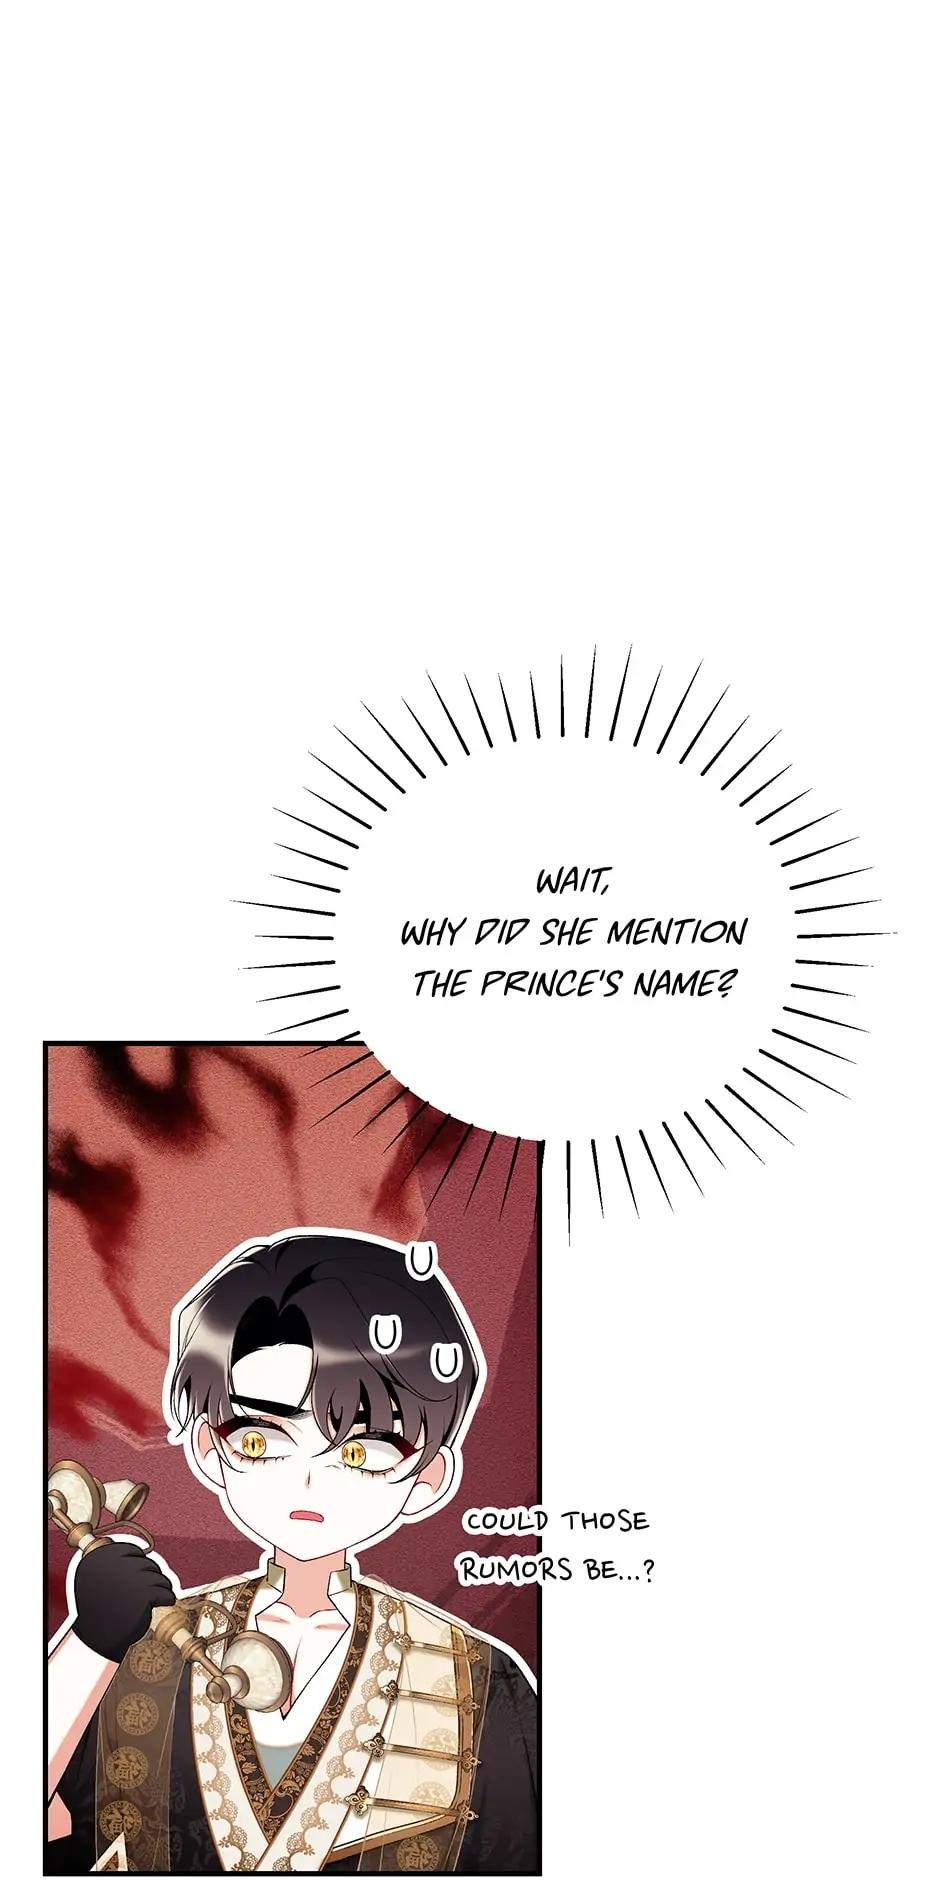 WAIT,
WHY DID SHE MENTION
THE PRINCE'S NAME?
COULD THOSE
RUMORS BE...?